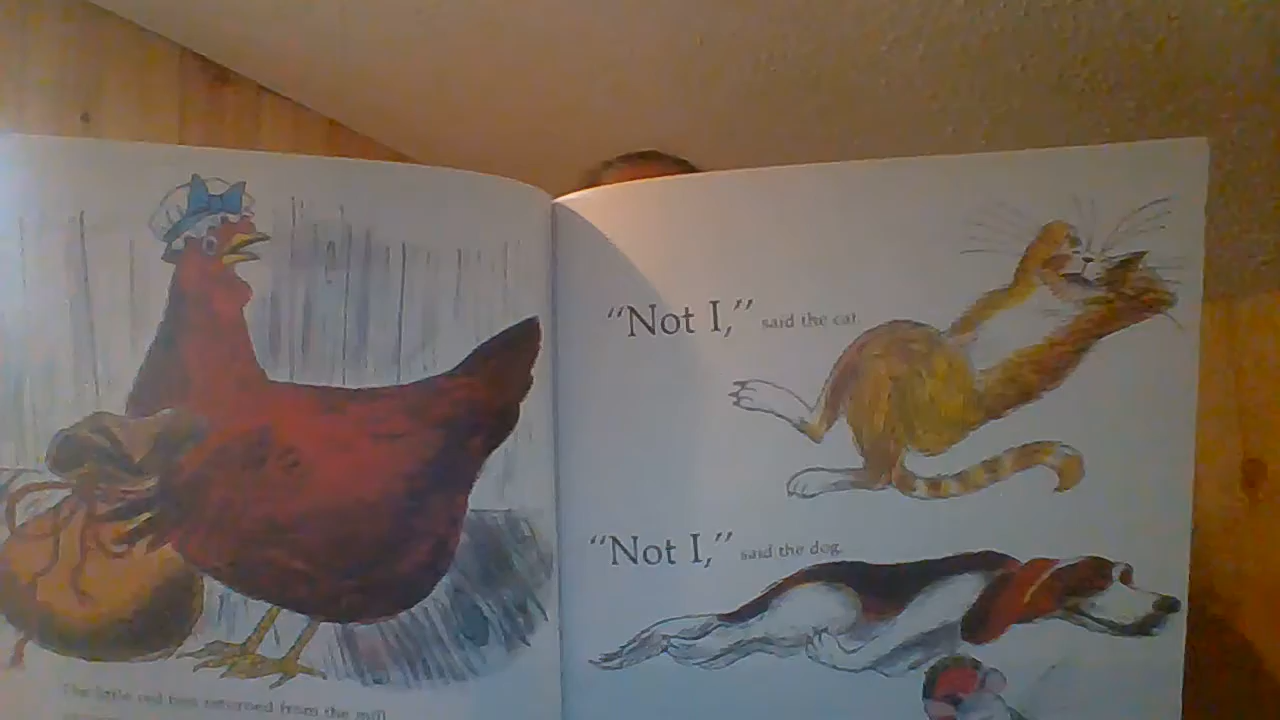 "Not I," said the cat.
"Not I," said the dog.
The little red hen returned from the mill